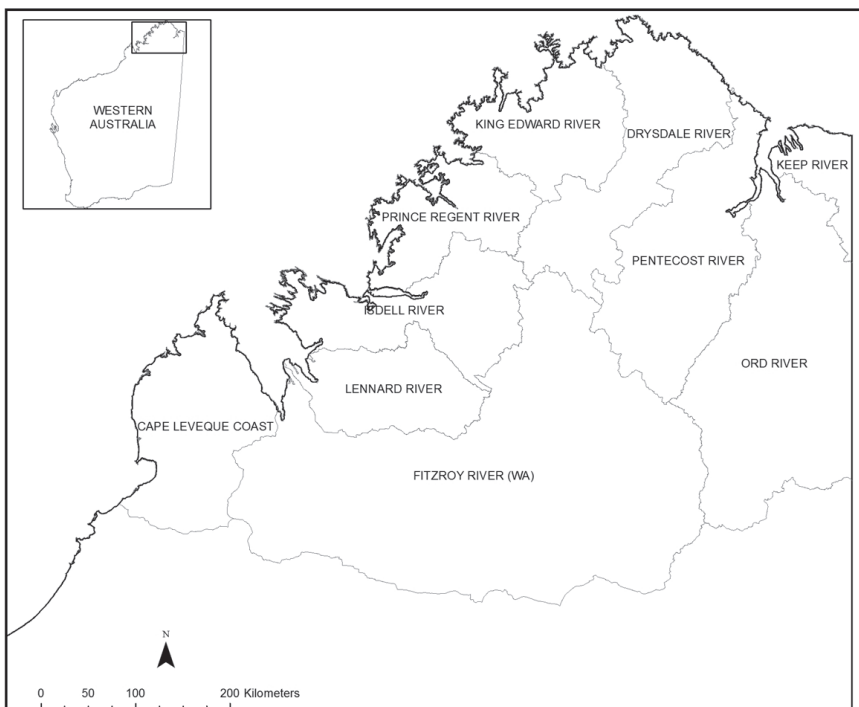 WESTERN
AUSTRALIA
KING EDWARD RIVER
DRYSDALE RIVER
KEEP RIVER
PRINCE REGENT RIVER
PENTECOST RIVER
ISDELL RIVER
ORD RIVER
LENNARD RIVER
CAPE LEVEQUE COAST
FITZROY RIVER (WA)
N
0 50 100 200 Kilometers